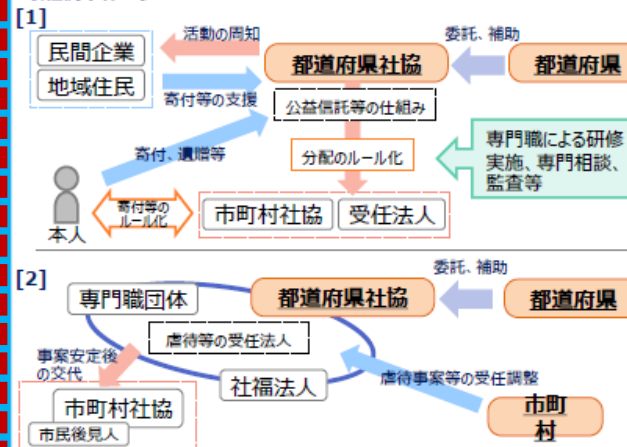 [1]
活動の周知
委託、補助
民間企業
都道府県社協
都道府県
地域住民
寄付等の支援
公益信託等の仕組み
寄付、遺贈等
分配のルール化
専門職による研修
実施、専門相談、
監査等
寄付等の
ルール化
市町村社協
受任法人
本人
[2]
委託、補助
専門職団体
都道府県社協
都道府県
虐待等の受任法人
事案安定後
の交代
社福法人
虐待事案等の受任調整
市町村社協
市町
村
市民後見人